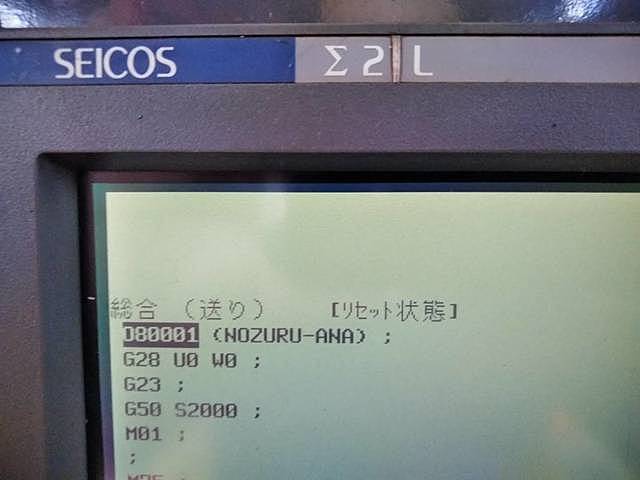 SEICOS Σ2 L
総合 (送り) [リセット状態]
O80001 (NOZURU-ANA) ;
G28 U0 W0 ;
G23 ;
G50 S2000 ;
M01 ;
;